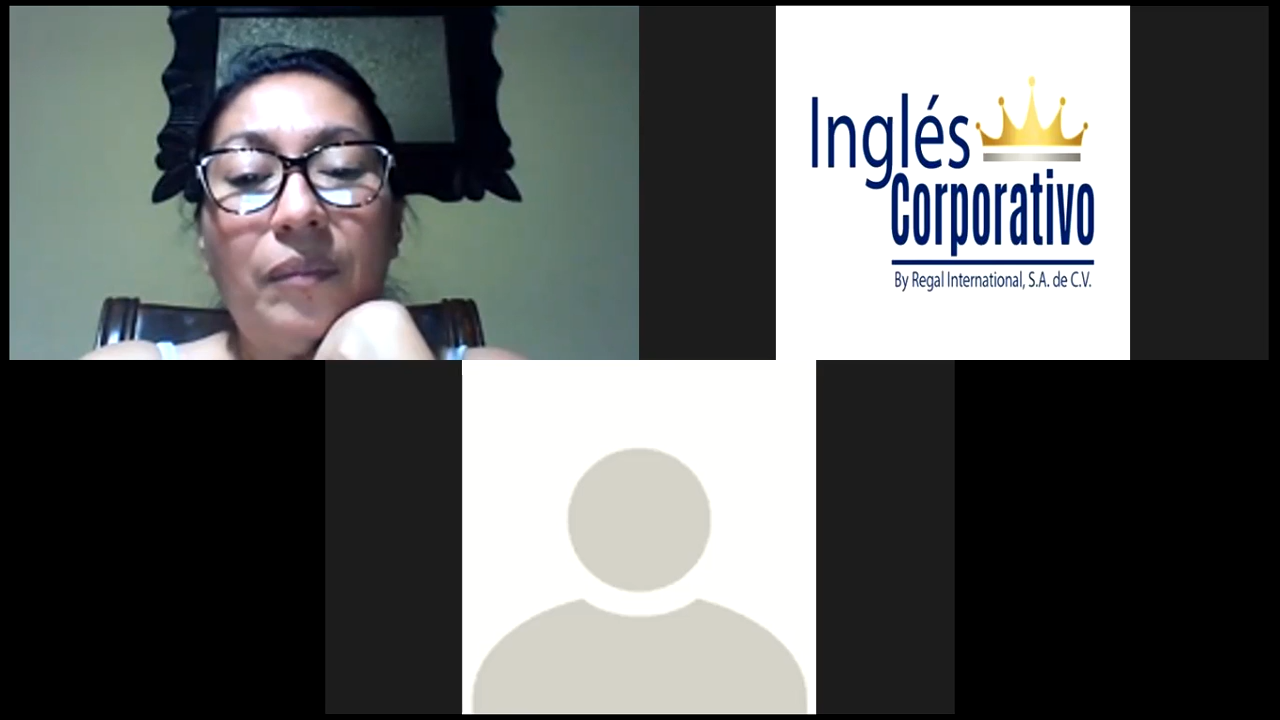 Inglés
Corporativo
By Regal International, S.A. de C.V.